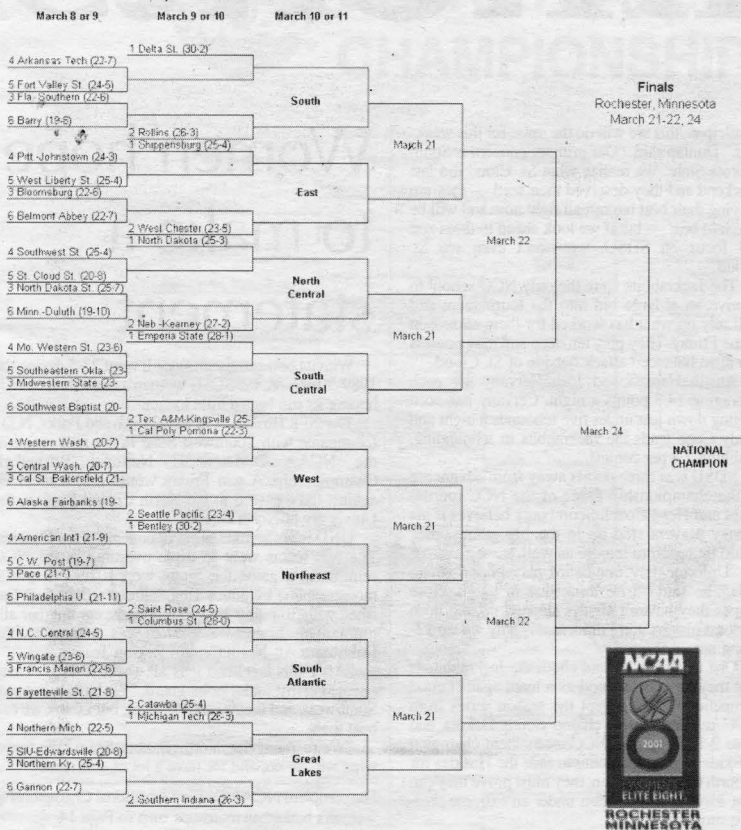 March 8 or 9 March 9 or 10 March 10 or 11
1 Delta St. (30-2)
4 Arkansas Tech (23-7)
5 Fort Valley St. (24-5)
3 Fla. Southern (22-6)
South
6 Barry (19-8)
2 Rollins (26-3)
1 Shippensburg (25-4)
4 Pitt-Johnstown (24-3)
5 West Liberty St. (25-4)
3 Bloomsburg (22-6)
East
6 Belmont Abbey (22-7)
2 West Chester (23-5)
1 North Dakota (25-3)
4 Southwest St. (25-4)
5 St. Cloud St. (20-8)
3 North Dakota St. (25-7)
North
Central
6 Minn.-Duluth (19-10)
2 Neb.-Kearney (27-2)
1 Emporia State (28-1)
4 Mo. Western St. (23-6)
5 Southeastern Okla. (23-
3 Midwestern State (23-
South
Central
6 Southwest Baptist (20-
2 Tex. A&M-Kingsville (25-
1 Cal Poly Pomona (22-3)
4 Western Wash. (20-7)
5 Central Wash. (20-7)
3 Cal St. Bakersfield (21-
West
6 Alaska Fairbanks (19-
2 Seattle Pacific (23-4)
1 Bentley (30-2)
4 American Int'l (21-9)
5 C.W. Post (19-7)
3 Pace (21-7)
Northeast
6 Philadelphia U. (21-11)
2 Saint Rose (24-5)
1 Columbus St. (28-0)
4 N.C. Central (24-5)
5 Wingate (23-6)
3 Francis Marion (22-6)
South
Atlantic
6 Fayetteville St. (21-8)
2 Catawba (25-4)
1 Michigan Tech (26-3)
4 Northern Mich. (22-5)
5 SIU-Edwardsville (20-8)
3 Northern Ky. (25-4)
Great
Lakes
6 Gannon (22-7)
2 Southern Indiana (26-3)
March 21
March 21
March 21
March 21
March 22
March 22
March 24
NATIONAL
CHAMPION
Finals
Rochester, Minnesota
March 21-22, 24
NCAA
2001
ELITE EIGHT
ROCHESTER
MINNESOTA